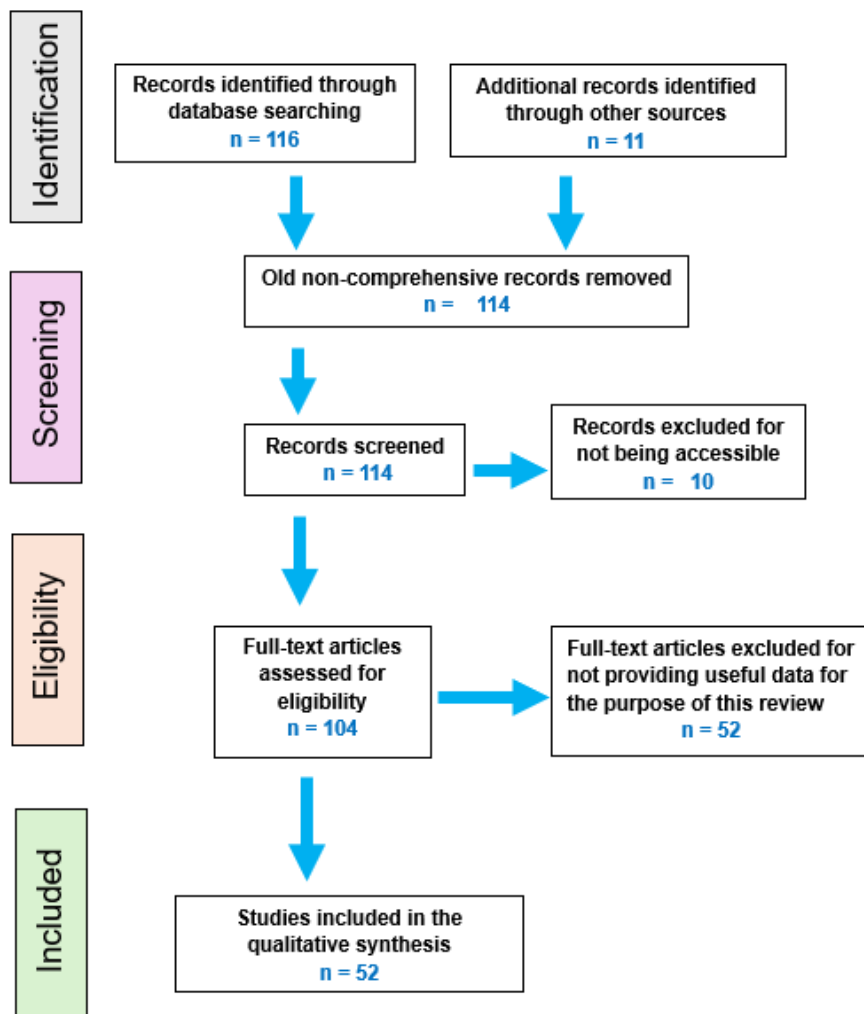 Identification
Records identified through
database searching
n = 116
Additional records identified
through other sources
n = 11
Screening
Old non-comprehensive records removed
n = 114
Records screened
n = 114
Records excluded for
not being accessible
n = 10
Eligibility
Full-text articles
assessed for
eligibility
n = 104
Full-text articles excluded for
not providing useful data for
the purpose of this review
n = 52
Included
Studies included in the
qualitative synthesis
n = 52